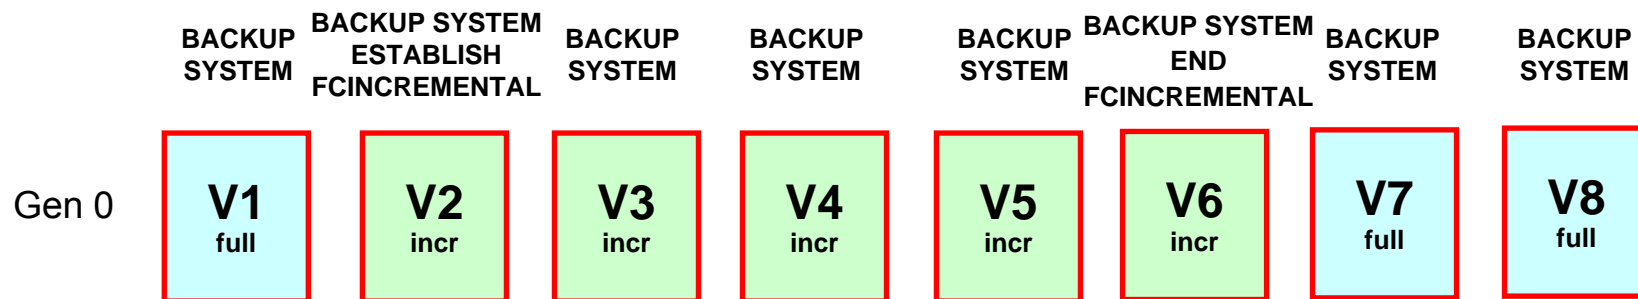 BACKUP
SYSTEM
BACKUP SYSTEM
ESTABLISH
FCINCREMENTAL
BACKUP
SYSTEM
BACKUP
SYSTEM
BACKUP
SYSTEM
BACKUP SYSTEM
END
FCINCREMENTAL
BACKUP
SYSTEM
BACKUP
SYSTEM
Gen 0
V1
full
V2
incr
V3
incr
V4
incr
V5
incr
V6
incr
V7
full
V8
full